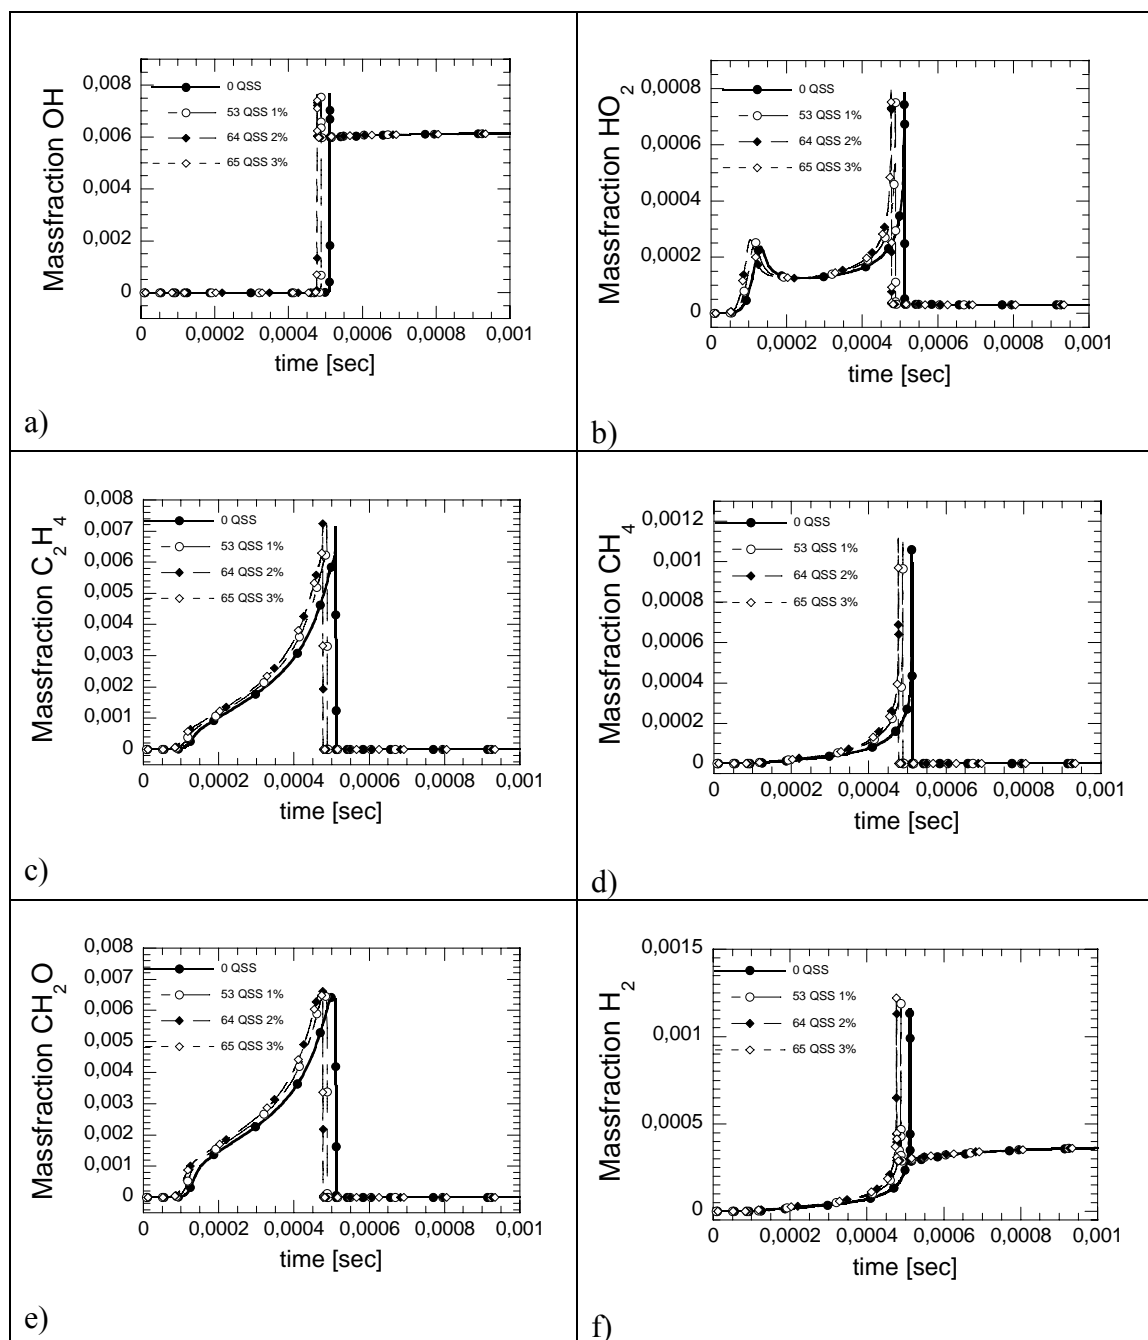 0 QSS
53 QSS 1%
64 QSS 2%
65 QSS 3%
Massfraction OH
0,008
0,006
0,004
0,002
0
0 0,0002 0,0004 0,0006 0,0008 0,001
time [sec]
a)
0 QSS
53 QSS 1%
64 QSS 2%
65 QSS 3%
Massfraction HO2
0,0008
0,0006
0,0004
0,0002
0
0 0,0002 0,0004 0,0006 0,0008 0,001
time [sec]
b)
0 QSS
53 QSS 1%
64 QSS 2%
65 QSS 3%
Massfraction C2H4
0,008
0,007
0,006
0,005
0,004
0,003
0,002
0,001
0
0 0,0002 0,0004 0,0006 0,0008 0,001
time [sec]
c)
0 QSS
53 QSS 1%
64 QSS 2%
65 QSS 3%
Massfraction CH4
0,0012
0,001
0,0008
0,0006
0,0004
0,0002
0
0 0,0002 0,0004 0,0006 0,0008 0,001
time [sec]
d)
0 QSS
53 QSS 1%
64 QSS 2%
65 QSS 3%
Massfraction CH2O
0,008
0,007
0,006
0,005
0,004
0,003
0,002
0,001
0
0 0,0002 0,0004 0,0006 0,0008 0,001
time [sec]
e)
0 QSS
53 QSS 1%
64 QSS 2%
65 QSS 3%
Massfraction H2
0,0015
0,001
0,0005
0
0 0,0002 0,0004 0,0006 0,0008 0,001
time [sec]
f)